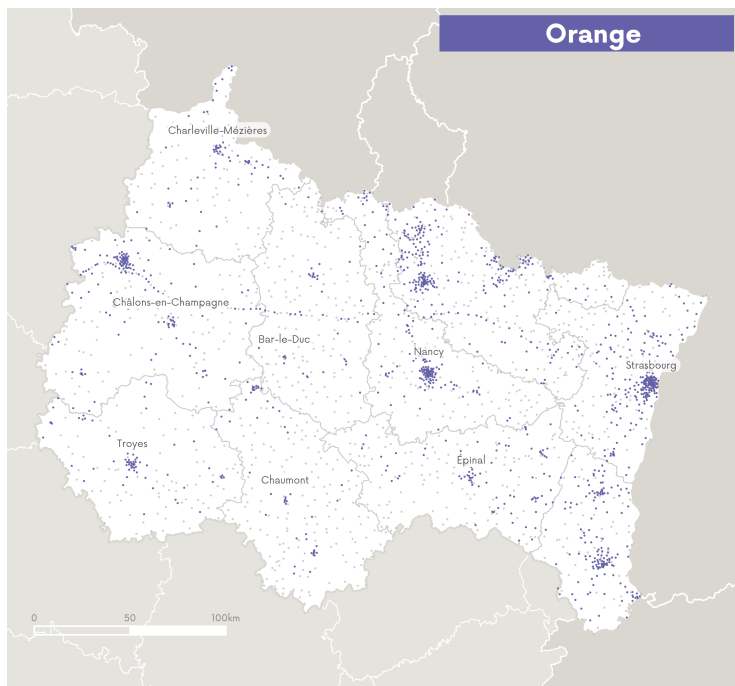 Orange
Charleville-Mézières
Châlons-en-Champagne
Bar-le-Duc
Nancy
Strasbourg
Troyes
Épinal
Chaumont
0 50 100km